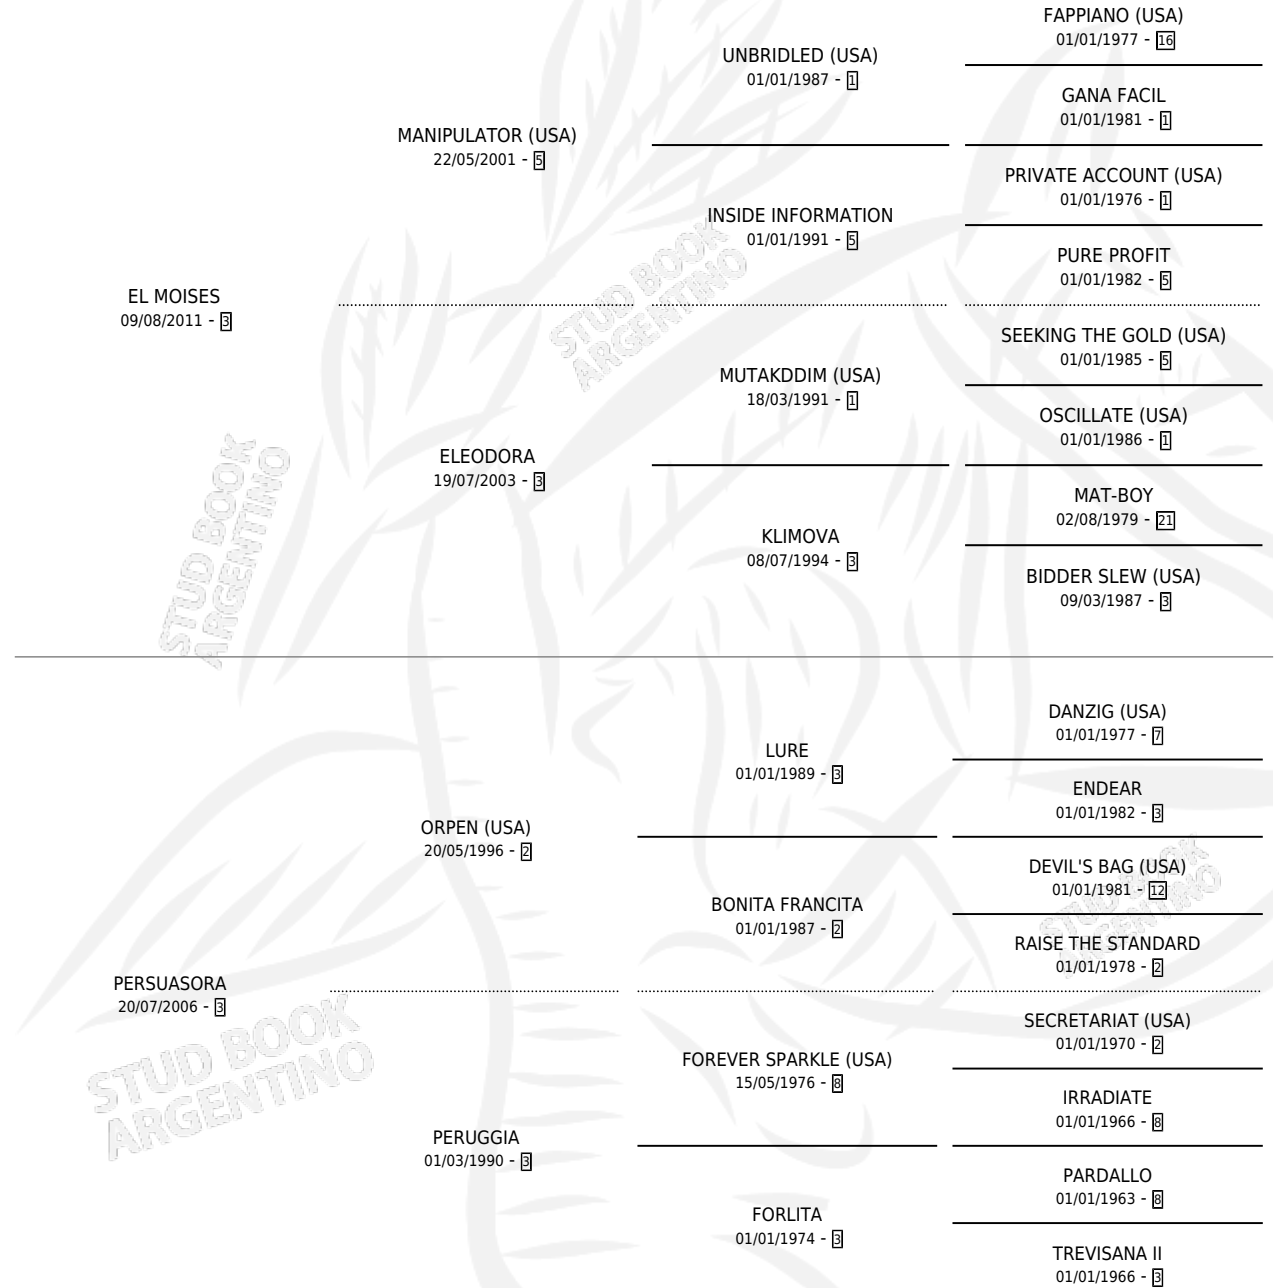 FAPPIANO (USA)
01/01/1977 - 16
UNBRIDLED (USA)
01/01/1987 - 1
GANA FACIL
01/01/1981 - 1
MANIPULATOR (USA)
22/05/2001 - 5
PRIVATE ACCOUNT (USA)
01/01/1976 - 1
INSIDE INFORMATION
01/01/1991 - 5
PURE PROFIT
01/01/1982 - 5
EL MOISES
09/08/2011 - 3
STUD BOOK
ARGENTINO
SEEKING THE GOLD (USA)
01/01/1985 - 5
MUTAKDDIM (USA)
18/03/1991 - 1
OSCILLATE (USA)
01/01/1986 - 1
ELEODORA
19/07/2003 - 3
MAT-BOY
02/08/1979 - 21
KLIMOVA
08/07/1994 - 3
BIDDER SLEW (USA)
09/03/1987 - 3
STUD BOOK
ARGENTINO
DANZIG (USA)
01/01/1977 - 7
LURE
01/01/1989 - 3
ENDEAR
01/01/1982 - 3
ORPEN (USA)
20/05/1996 - 2
DEVIL'S BAG (USA)
01/01/1981 - 12
STUD BOOK
ARGENTINO
BONITA FRANCITA
01/01/1987 - 2
RAISE THE STANDARD
01/01/1978 - 2
PERSUASORA
20/07/2006 - 3
SECRETARIAT (USA)
01/01/1970 - 2
STUD BOOK
ARGENTINO
FOREVER SPARKLE (USA)
15/05/1976 - 8
IRRADIATE
01/01/1966 - 8
PERUGGIA
01/03/1990 - 3
PARDALLO
01/01/1963 - 8
FORLITA
01/01/1974 - 3
TREVISANA II
01/01/1966 - 3